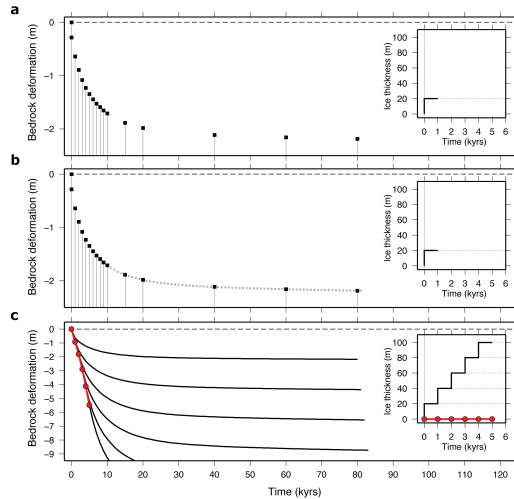 a
0
−1
−2
Bedrock deformation (m)
100
80
60
40
20
0
Ice thickness (m)
0 1 2 3 4 5 6
Time (kyrs)
b
0
−1
−2
Bedrock deformation (m)
100
80
60
40
20
0
Ice thickness (m)
0 1 2 3 4 5 6
Time (kyrs)
c
0
−1
−2
−3
−4
−5
−6
−7
−8
−9
Bedrock deformation (m)
100
80
60
40
20
0
Ice thickness (m)
0 1 2 3 4 5 6
Time (kyrs)
0 10 20 30 40 50 60 70 80 90 100 110 120
Time (kyrs)